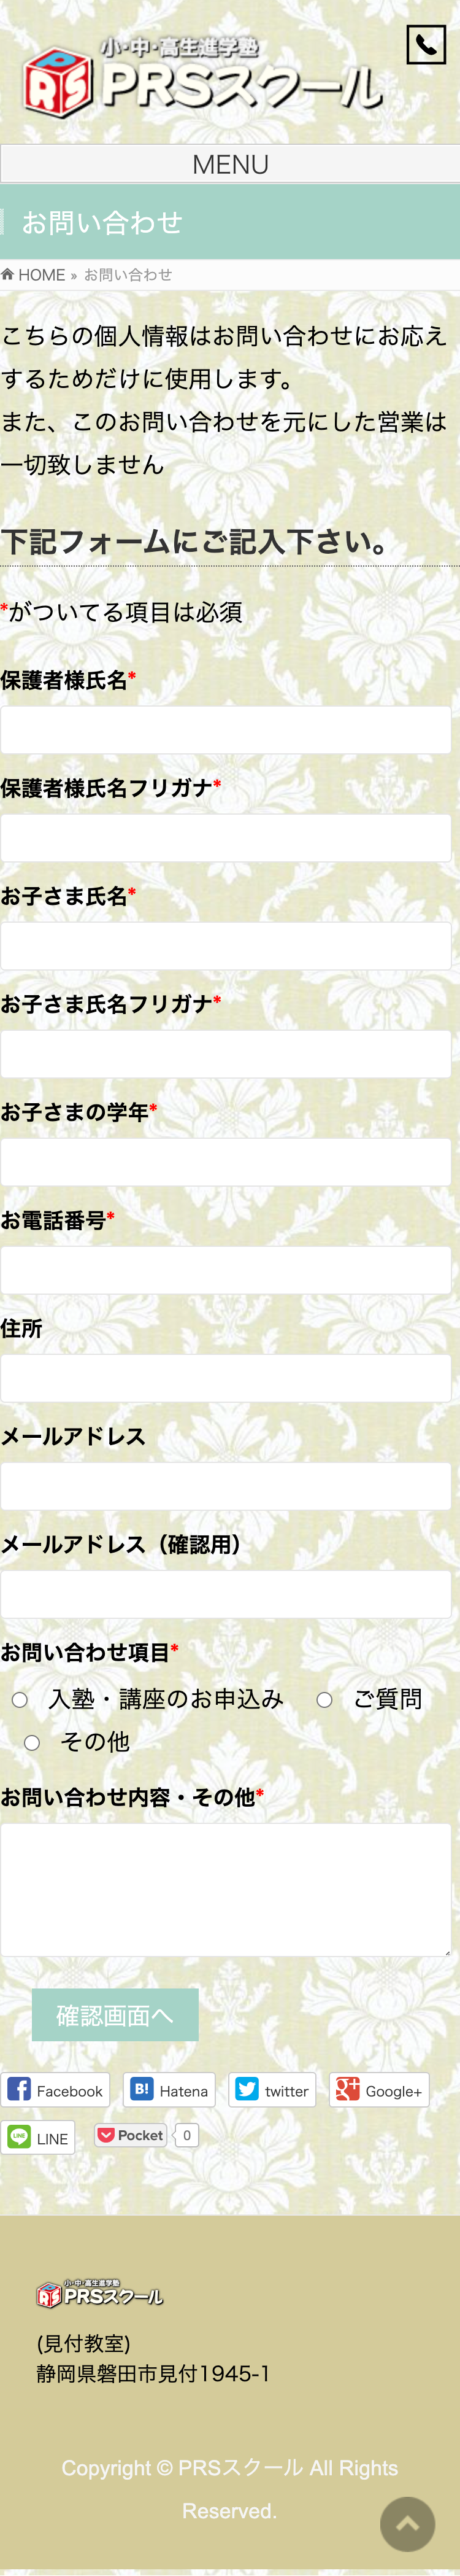 小・中・高生進学塾
PRS PRSスクール
MENU
お問い合わせ
HOME » お問い合わせ
こちらの個人情報はお問い合わせにお応え
するためだけに使用します。
また、このお問い合わせを元にした営業は
一切致しません
下記フォームにご記入下さい。
*がついてる項目は必須
保護者様氏名*
保護者様氏名フリガナ*
お子さま氏名*
お子さま氏名フリガナ*
お子さまの学年*
お電話番号*
住所
メールアドレス
メールアドレス（確認用）
お問い合わせ項目*
入塾・講座のお申込み ご質問
その他
お問い合わせ内容・その他*
確認画面へ
Facebook B! Hatena twitter g+ Google+
LINE LINE Pocket 0
小・中・高生進学塾
PRS PRSスクール
(見付教室)
静岡県磐田市見付1945-1
Copyright © PRSスクール All Rights
Reserved.